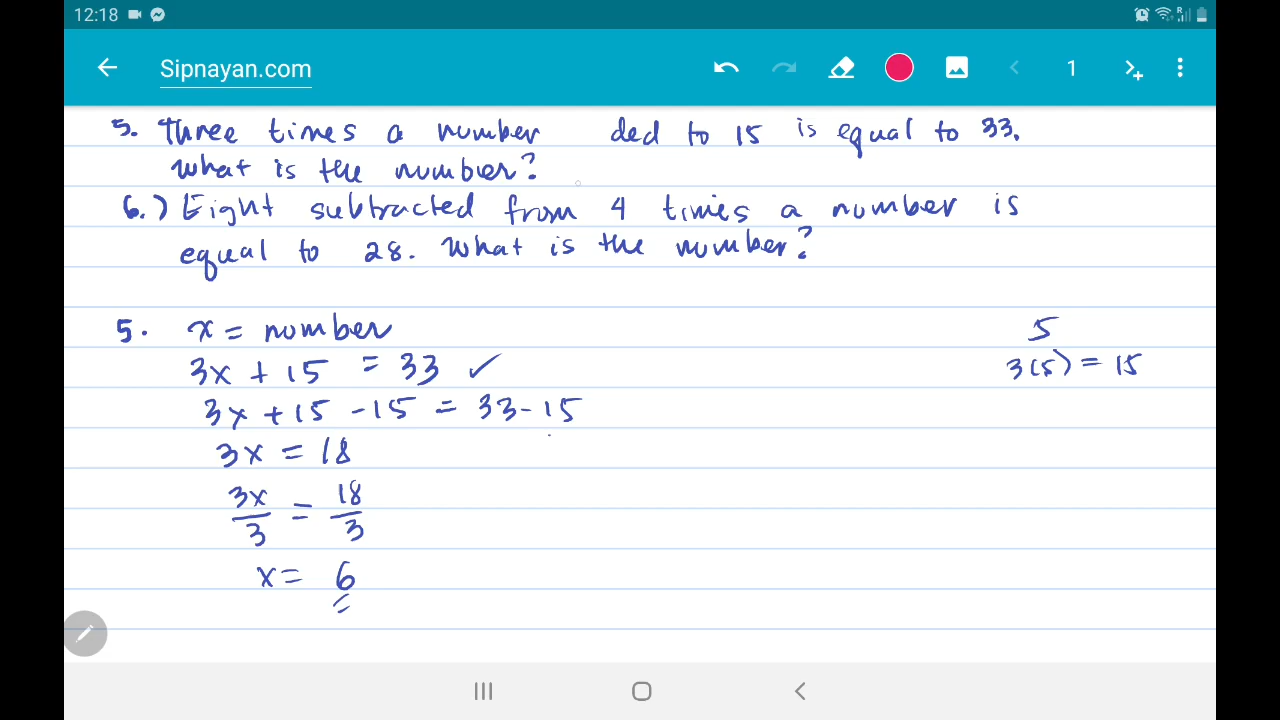 12:18
Sipnayan.com
1
5. Three times a number ded to 15 is equal to 33.
What is the number?
6.) Eight subtracted from 4 times a number is
equal to 28. What is the number?
5. x = number
5
3x + 15 = 33 ✓
3(5) = 15
3x + 15 - 15 = 33 - 15
3x = 18
3x/3 = 18/3
x = 6